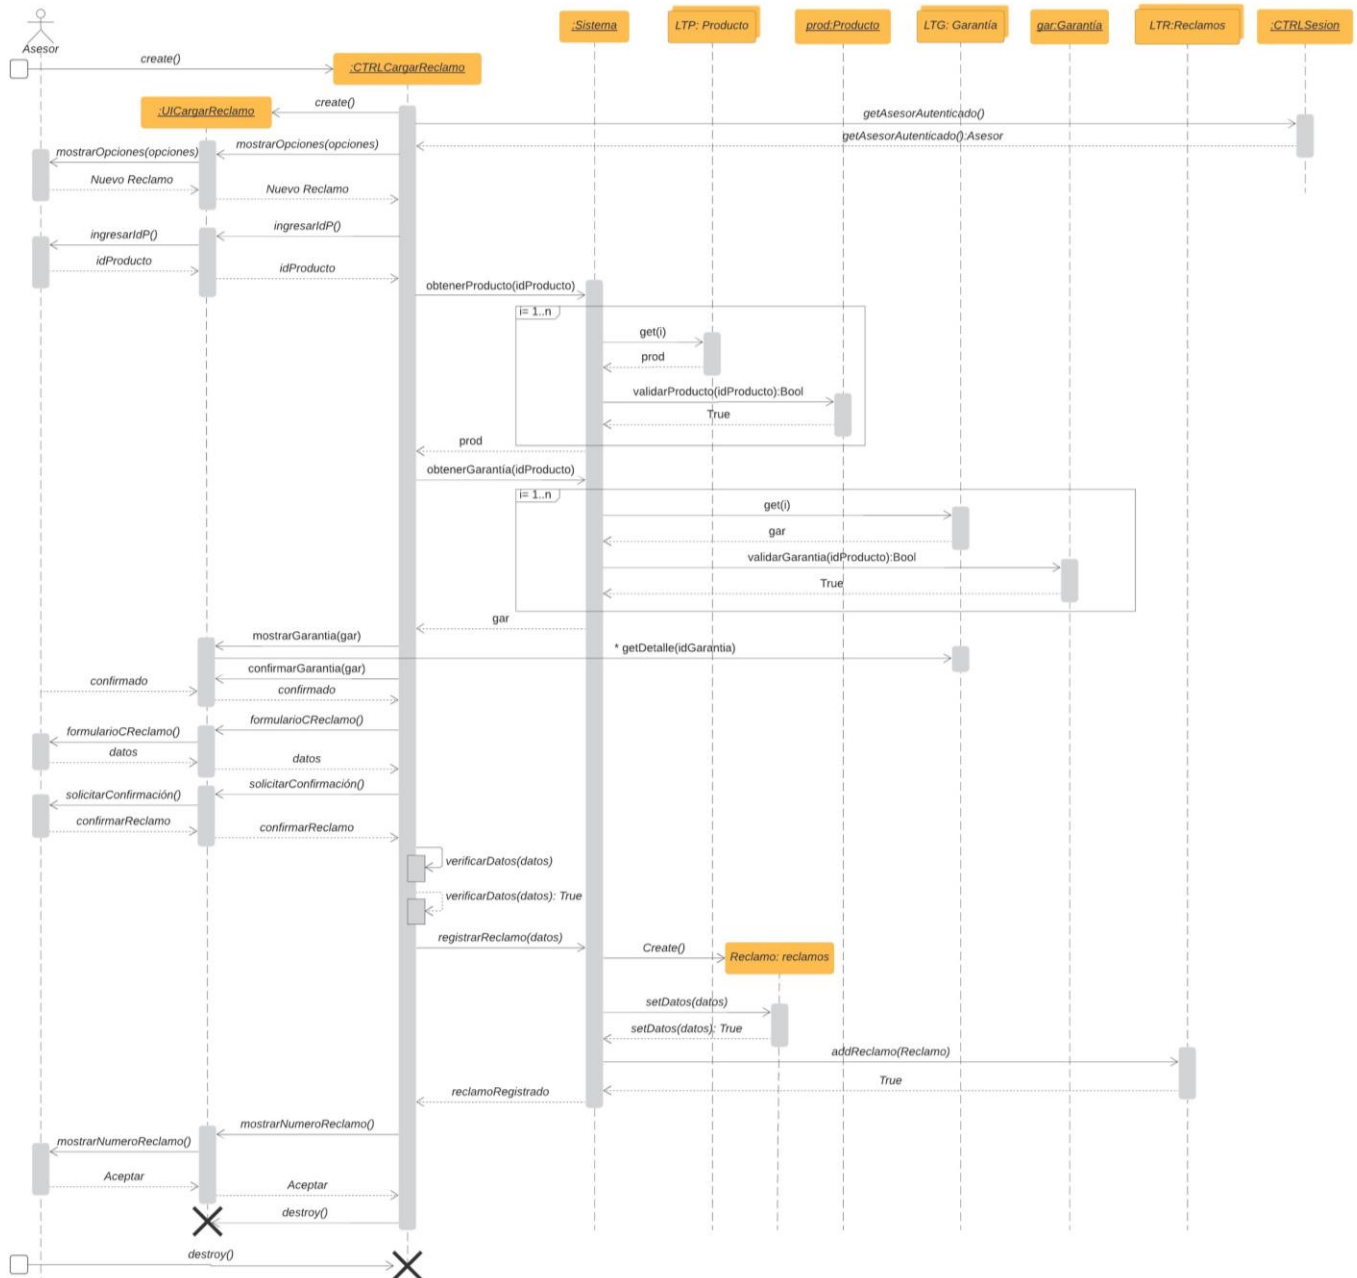 :Sistema
LTP: Producto
prod:Producto
LTG: Garantía
gar:Garantía
LTR:Reclamos
:CTRLSesion
Asesor
create()
:CTRLCargarReclamo
create()
:UICargarReclamo
getAsesorAutenticado()
getAsesorAutenticado():Asesor
mostrarOpciones(opciones)
mostrarOpciones(opciones)
Nuevo Reclamo
Nuevo Reclamo
ingresarIdP()
ingresarIdP()
idProducto
idProducto
obtenerProducto(idProducto)
i= 1..n
get(i)
prod
validarProducto(idProducto):Bool
True
prod
obtenerGarantía(idProducto)
i= 1..n
get(i)
gar
validarGarantia(idProducto):Bool
True
gar
mostrarGarantia(gar)
* getDetalle(idGarantia)
confirmarGarantia(gar)
confirmado
confirmado
formularioCReclamo()
formularioCReclamo()
datos
datos
solicitarConfirmación()
solicitarConfirmación()
confirmarReclamo
confirmarReclamo
verificarDatos(datos)
verificarDatos(datos): True
registrarReclamo(datos)
Create()
Reclamo: reclamos
setDatos(datos)
setDatos(datos): True
addReclamo(Reclamo)
True
reclamoRegistrado
mostrarNumeroReclamo()
mostrarNumeroReclamo()
Aceptar
Aceptar
destroy()
destroy()